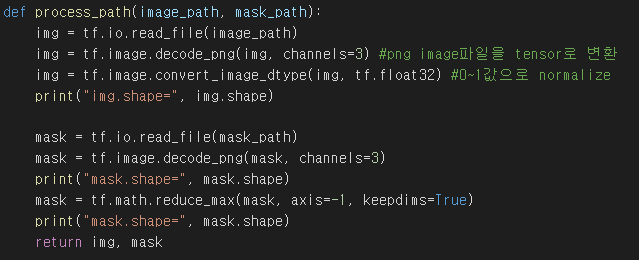 def process_path(image_path, mask_path):
    img = tf.io.read_file(image_path)
    img = tf.image.decode_png(img, channels=3) #png image파일을 tensor로 변환
    img = tf.image.convert_image_dtype(img, tf.float32) #0~1값으로 normalize
    print("img.shape=", img.shape)

    mask = tf.io.read_file(mask_path)
    mask = tf.image.decode_png(mask, channels=3)
    print("mask.shape=", mask.shape)
    mask = tf.math.reduce_max(mask, axis=-1, keepdims=True)
    print("mask.shape=", mask.shape)
    return img, mask